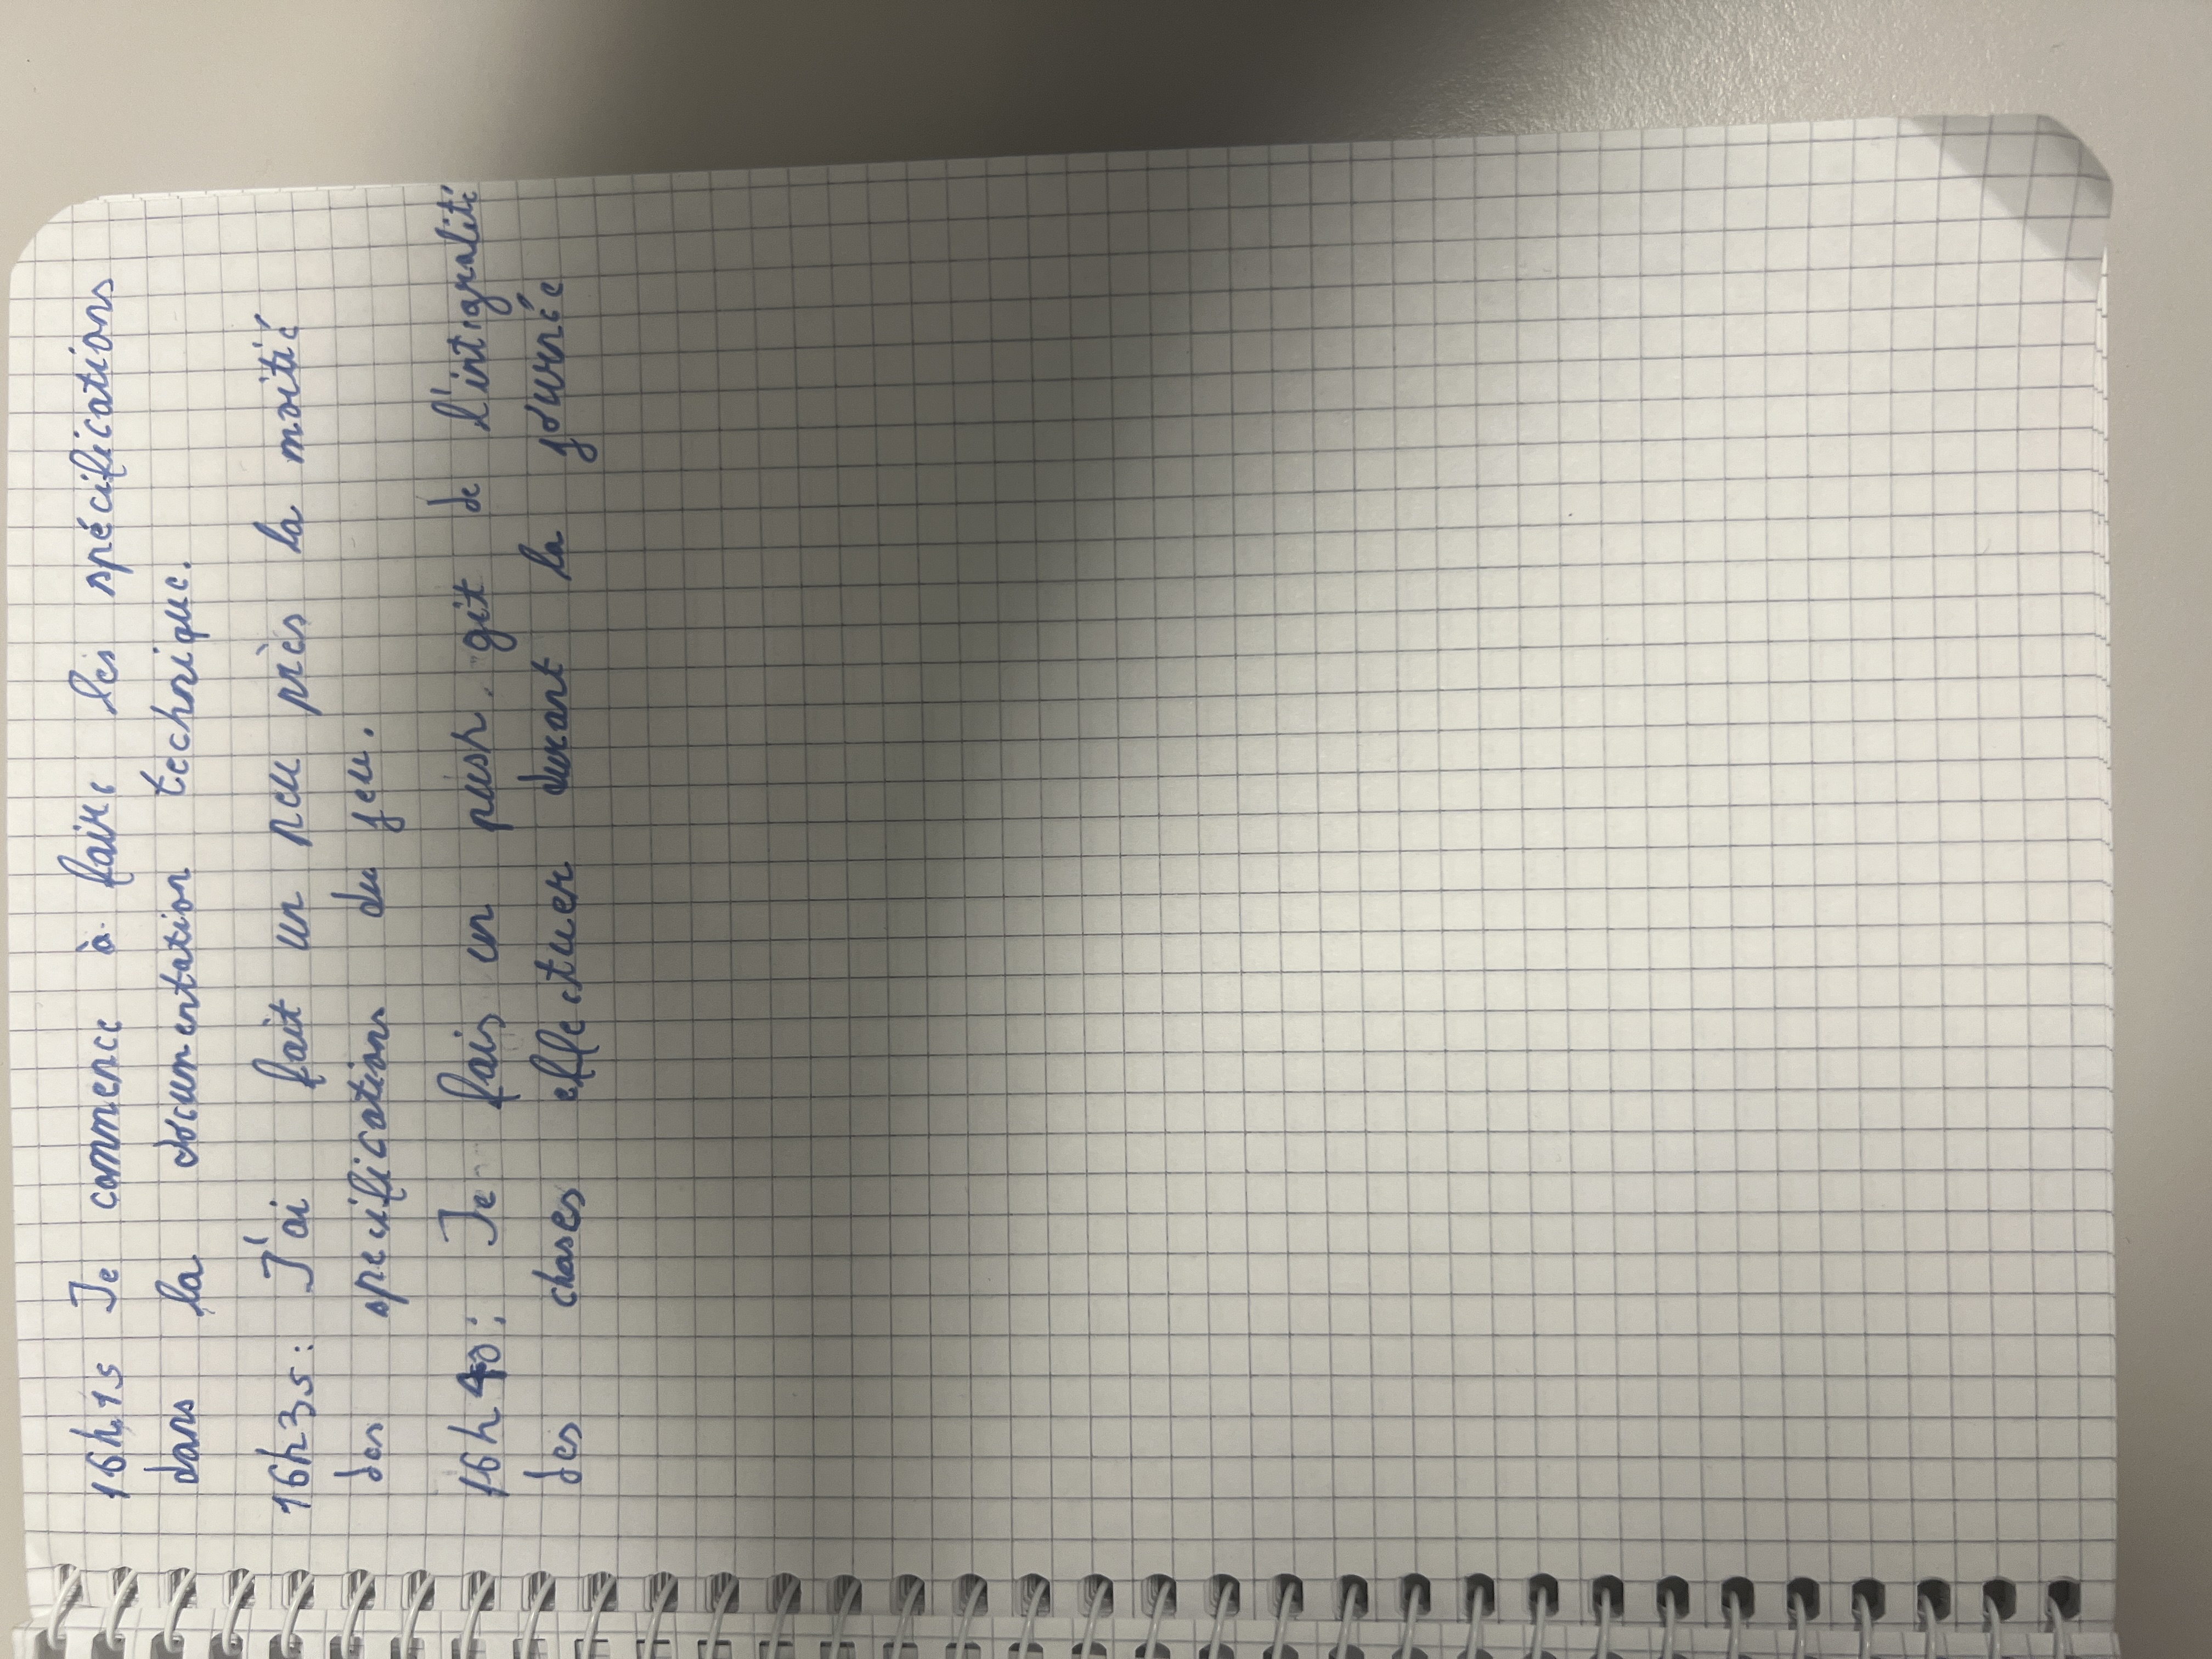 16h15 Je commence à faire les spécifications
dans la documentation technique.
16h35: J'ai fait un peu près la moitié
des specifications du jeu.
16h40: Je fais un push git de l'intégralité
des choses effectuer durant la journée